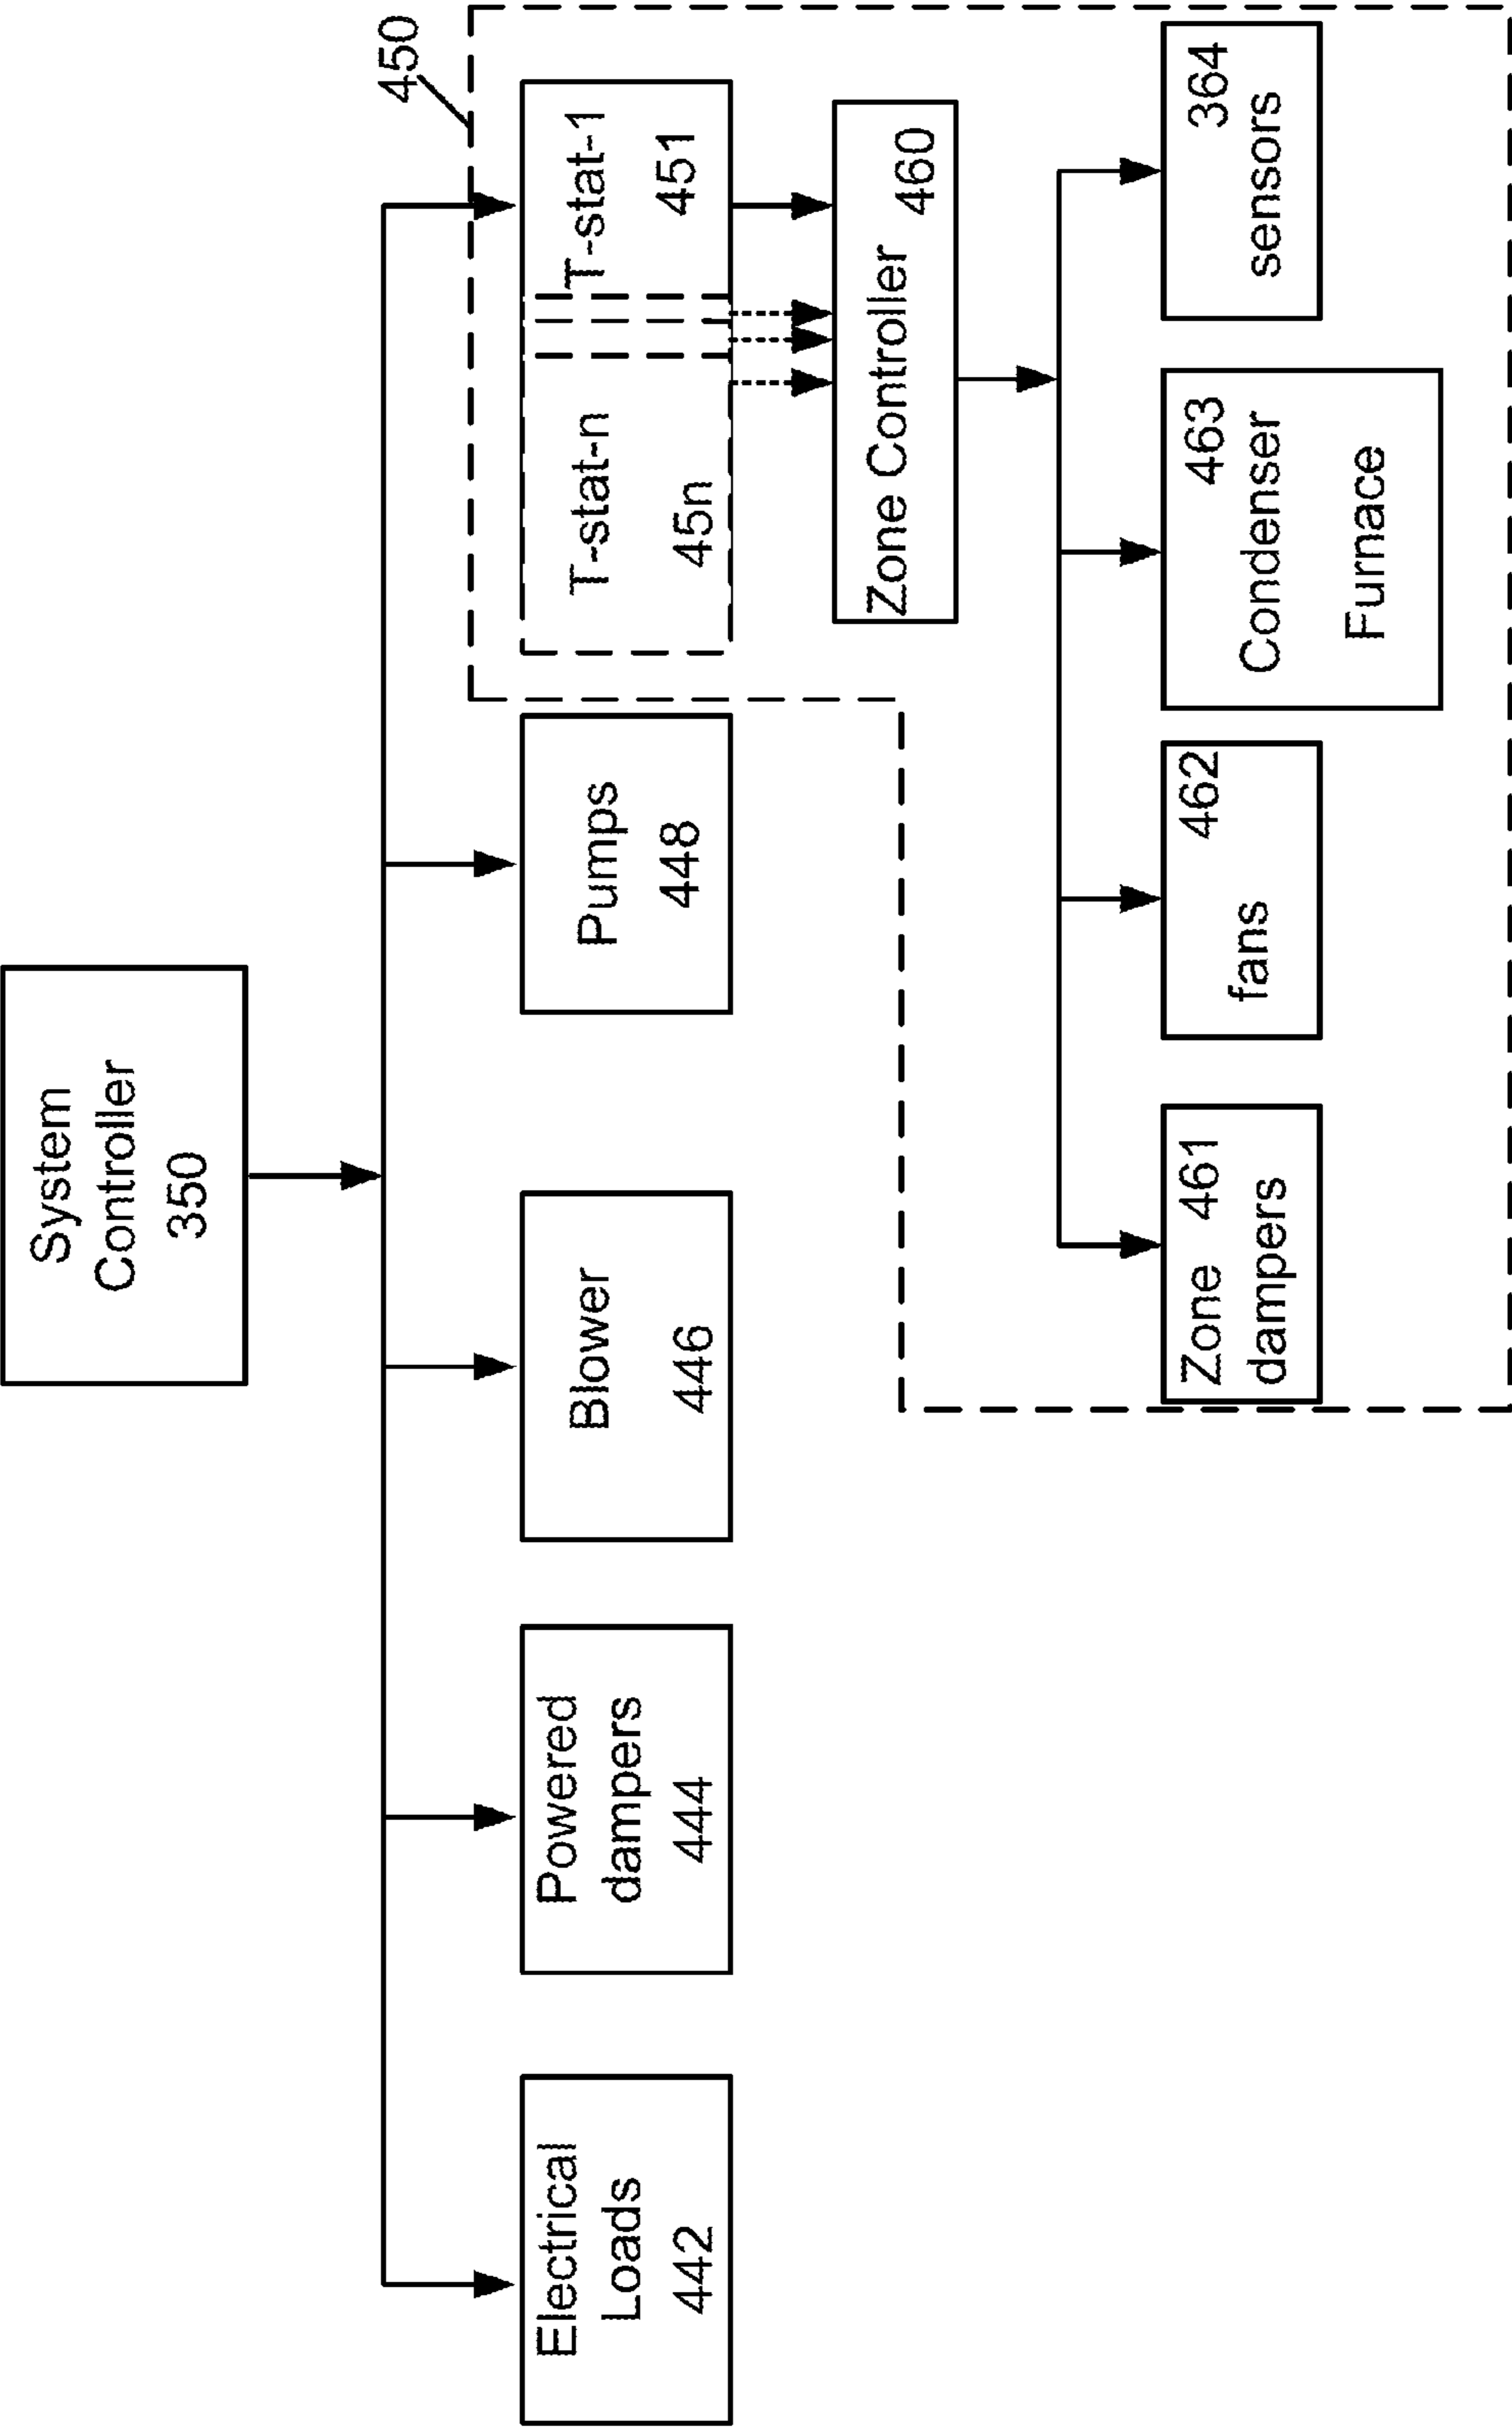 System
Controller
350
450
Electrical
Loads
442
Powered
dampers
444
Blower
446
Pumps
448
T-stat-n
45n
T-stat-1
451
Zone Controller 460
Zone 461
dampers
462
fans
463
Condenser
Furnace
364
sensors